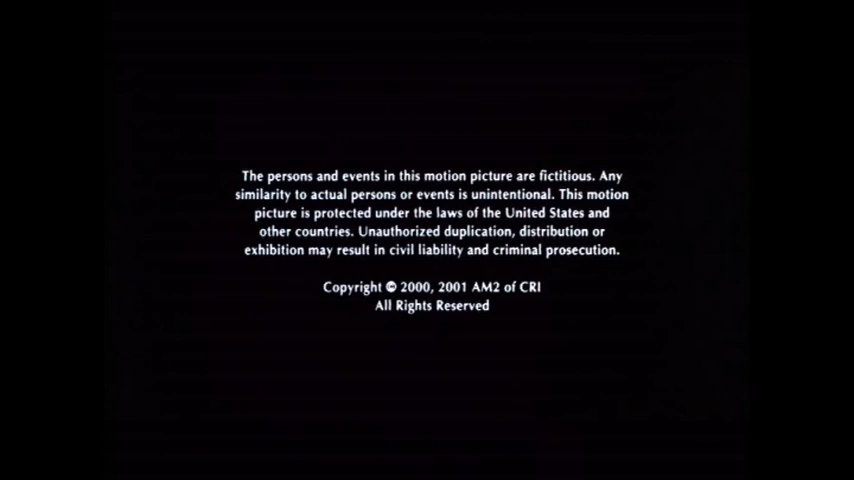 The persons and events in this motion picture are fictitious. Any
similarity to actual persons or events is unintentional. This motion
picture is protected under the laws of the United States and
other countries. Unauthorized duplication, distribution or
exhibition may result in civil liability and criminal prosecution.
Copyright © 2000, 2001 AM2 of CRI
All Rights Reserved